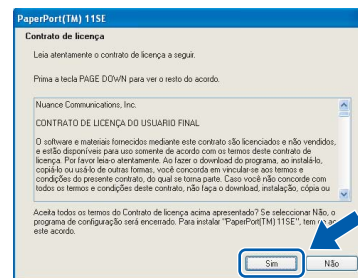 PaperPort(TM) 11SE
Contrato de licença
Leia atentamente o contrato de licença a seguir.
Prima a tecla PAGE DOWN para ver o resto do acordo.
Nuance Communications, Inc.
CONTRATO DE LICENÇA DO USUARIO FINAL
O software e materiais fornecidos mediante este contrato são licenciados e não vendidos,
e estão disponíveis para uso somente de acordo com os termos deste contrato de
licença. Por favor leia-o atentamente. Ao fazer o download do programa, ao instalá-lo,
copiá-lo ou usá-lo de outras formas, você concorda em vincular-se aos termos e
condições do presente contrato, do qual se torna parte. Caso você não concorde com
todos os termos e condições deste contrato, não faça o download, instalação, cópia ou
Aceita todos os termos do Contrato de licença acima apresentado? Se seleccionar Não, o
programa de configuração será encerrado. Para instalar "PaperPort(TM) 11SE", tem
este acordo.
Sim
Não